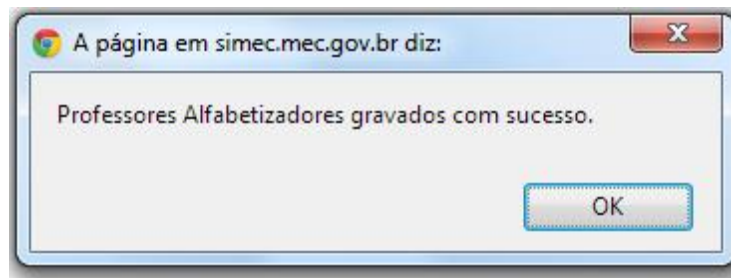 A página em simec.mec.gov.br diz:
Professores Alfabetizadores gravados com sucesso.
OK